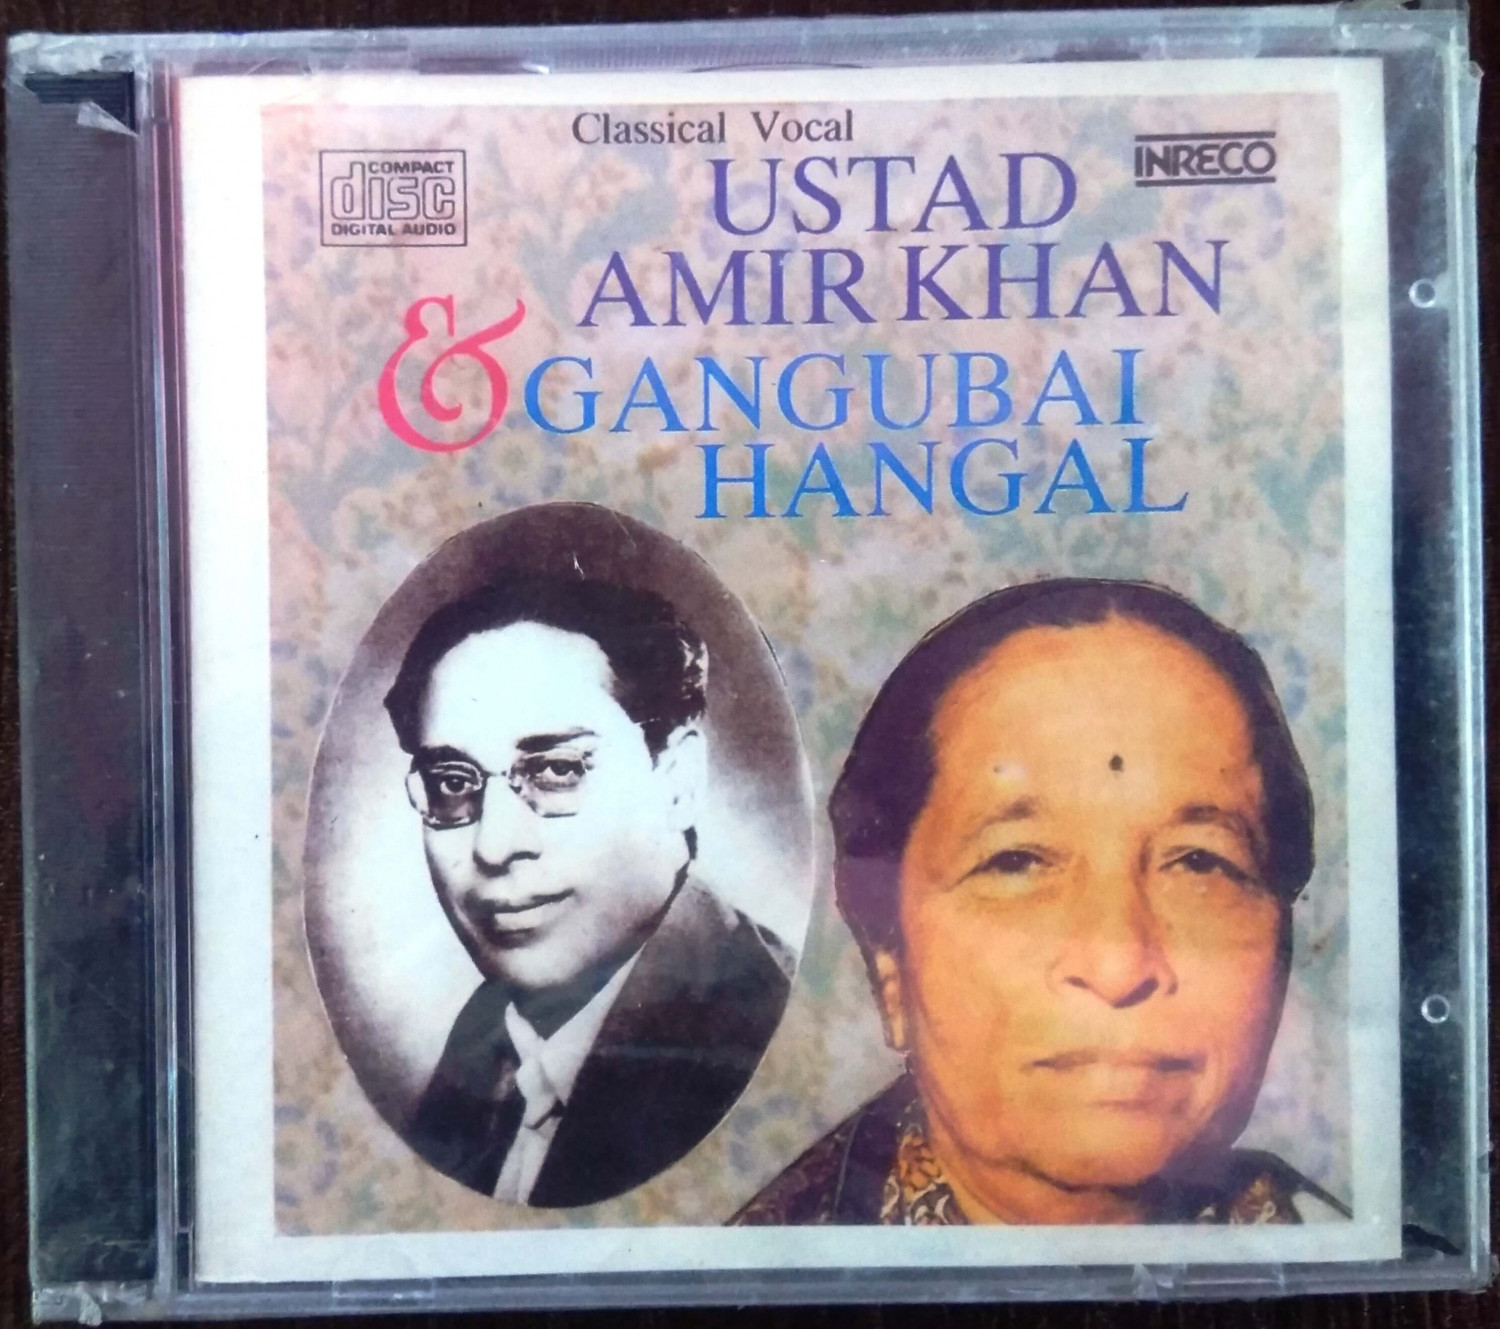 Classical Vocal
COMPACT
disc
DIGITAL AUDIO
INRECO
USTAD
AMIR KHAN
& GANGUBAI
HANGAL